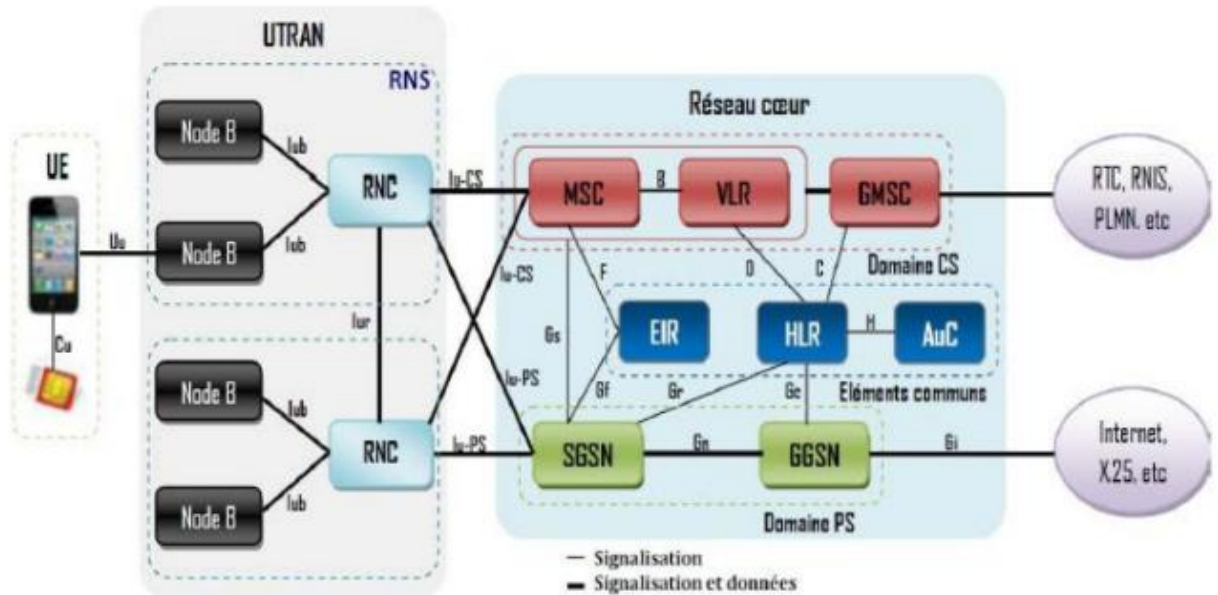 UTRAN
RNS
Node B
Iub
Node B
Iub
RNC
UE
Uu
Cu
Iur
Node B
Iub
Node B
Iub
RNC
Iu-CS
Iu-CS
Iu-PS
Iu-PS
Réseau cœur
MSC
B
VLR
GMSC
Domaine CS
F
D
C
Gs
EIR
HLR
H
AuC
Eléments communs
Gf
Gr
Gc
SGSN
Gn
GGSN
Gi
Domaine PS
RTC, RNIS,
PLMN. etc
Internet,
X.25, etc
Signalisation
Signalisation et données